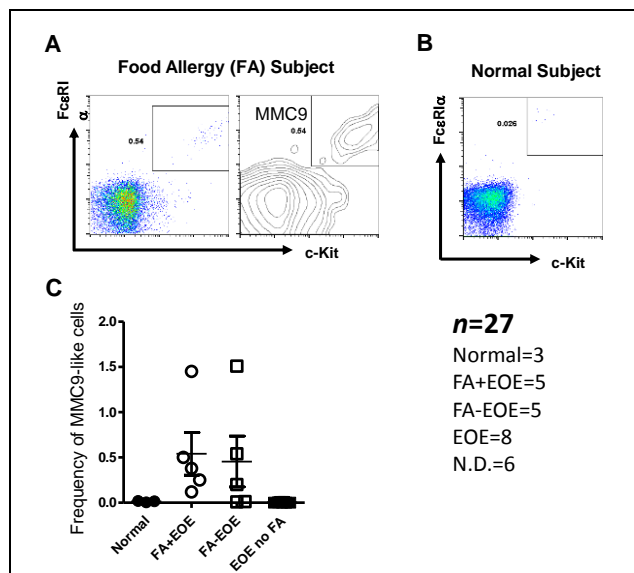 A
Food Allergy (FA) Subject
FcεRI
α
0.54
MMC9
0.54
c-Kit
B
Normal Subject
FcεRIα
0.026
c-Kit
C
Frequency of MMC9-like cells
2.0
1.5
1.0
0.5
0.0
Normal
FA+EOE
FA-EOE
EOE no FA
n=27
Normal=3
FA+EOE=5
FA-EOE=5
EOE=8
N.D.=6